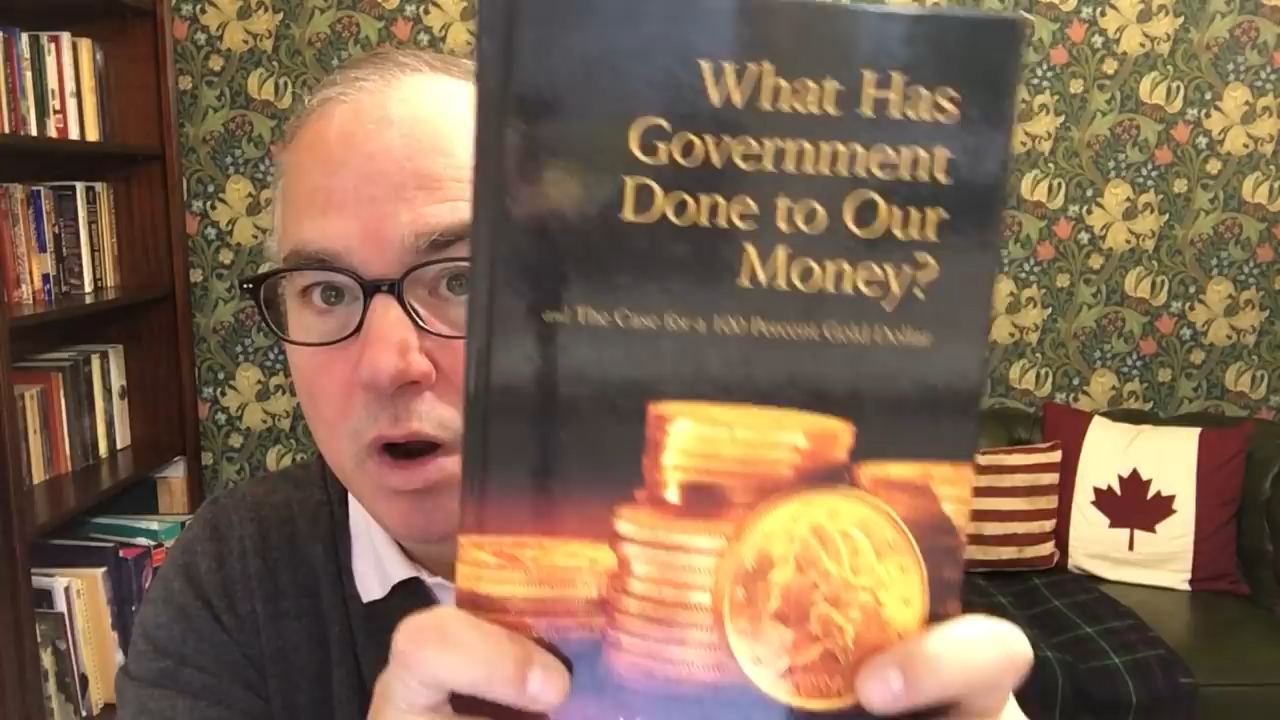 What Has
Government
Done to Our
Money?
and The Case for a 100 Percent Gold Dollar